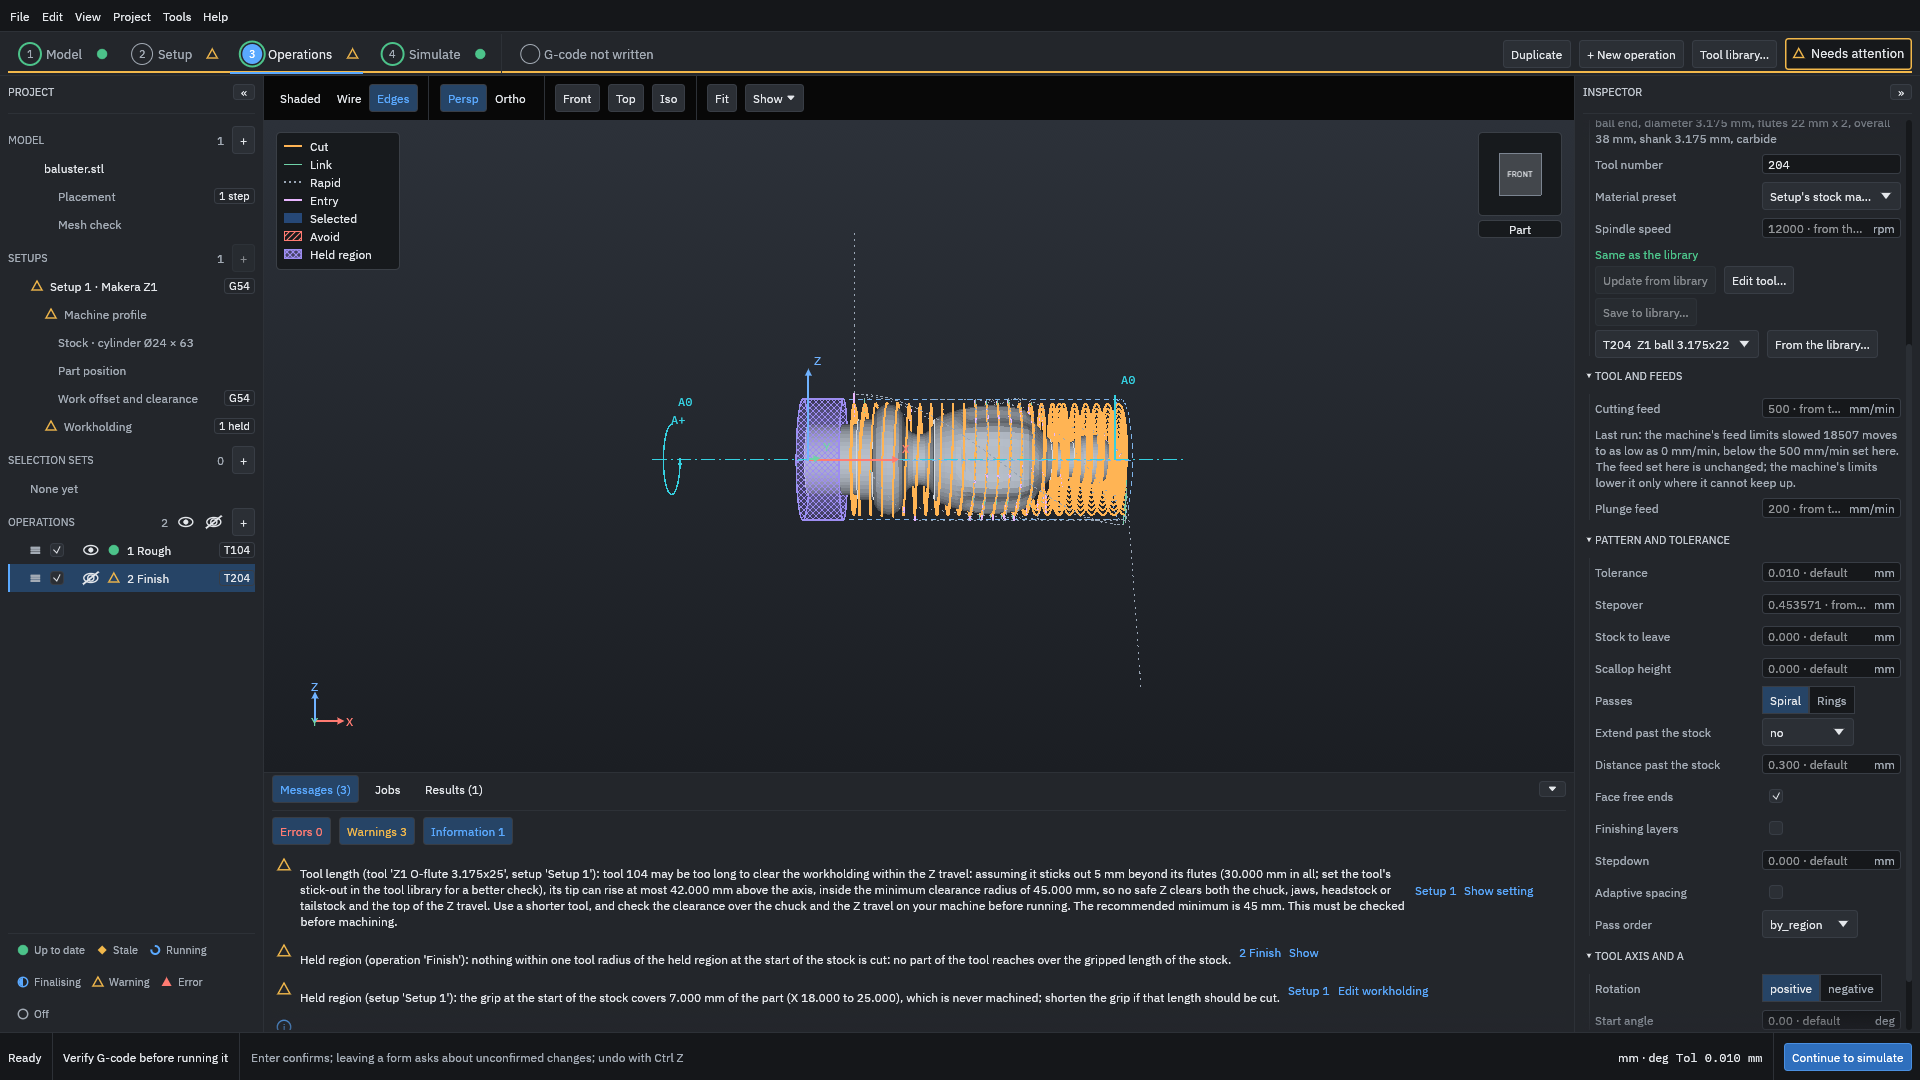 File Edit View Project Tools Help
1 Model 2 Setup 3 Operations 4 Simulate G-code not written Duplicate + New operation Tool library... Needs attention
PROJECT «
MODEL 1 +
baluster.stl
Placement 1 step
Mesh check
SETUPS 1 +
Setup 1 · Makera Z1 G54
Machine profile
Stock · cylinder Ø24 × 63
Part position
Work offset and clearance G54
Workholding 1 held
SELECTION SETS 0 +
None yet
OPERATIONS 2 +
1 Rough T104
2 Finish T204
Up to date Stale Running
Finalising Warning Error
Off
Shaded Wire Edges Persp Ortho Front Top Iso Fit Show
Cut
Link
Rapid
Entry
Selected
Avoid
Held region
FRONT
Part
Z
A0
A0
A+
Z
Y X
Messages (3) Jobs Results (1)
Errors 0 Warnings 3 Information 1
Tool length (tool 'Z1 O-flute 3.175x25', setup 'Setup 1'): tool 104 may be too long to clear the workholding within the Z travel: assuming it sticks out 5 mm beyond its flutes (30.000 mm in all; set the tool's
stick-out in the tool library for a better check), its tip can rise at most 42.000 mm above the axis, inside the minimum clearance radius of 45.000 mm, so no safe Z clears both the chuck, jaws, headstock or
tailstock and the top of the Z travel. Use a shorter tool, and check the clearance over the chuck and the Z travel on your machine before running. The recommended minimum is 45 mm. This must be checked
before machining.
Setup 1 Show setting
Held region (operation 'Finish'): nothing within one tool radius of the held region at the start of the stock is cut: no part of the tool reaches over the gripped length of the stock. 2 Finish Show
Held region (setup 'Setup 1'): the grip at the start of the stock covers 7.000 mm of the part (X 18.000 to 25.000), which is never machined; shorten the grip if that length should be cut. Setup 1 Edit workholding
INSPECTOR »
ball end, diameter 3.175 mm, flutes 22 mm x 2, overall
38 mm, shank 3.175 mm, carbide
Tool number 204
Material preset Setup's stock ma...
Spindle speed 12000 · from th... rpm
Same as the library
Update from library Edit tool...
Save to library...
T204 Z1 ball 3.175x22 From the library...
TOOL AND FEEDS
Cutting feed 500 · from t... mm/min
Last run: the machine's feed limits slowed 18507 moves
to as low as 0 mm/min, below the 500 mm/min set here.
The feed set here is unchanged; the machine's limits
lower it only where it cannot keep up.
Plunge feed 200 · from t... mm/min
PATTERN AND TOLERANCE
Tolerance 0.010 · default mm
Stepover 0.453571 · from... mm
Stock to leave 0.000 · default mm
Scallop height 0.000 · default mm
Passes Spiral Rings
Extend past the stock no
Distance past the stock 0.300 · default mm
Face free ends
Finishing layers
Stepdown 0.000 · default mm
Adaptive spacing
Pass order by_region
TOOL AXIS AND A
Rotation positive negative
Start angle 0.00 · default deg
Ready Verify G-code before running it Enter confirms; leaving a form asks about unconfirmed changes; undo with Ctrl Z mm · deg Tol 0.010 mm Continue to simulate